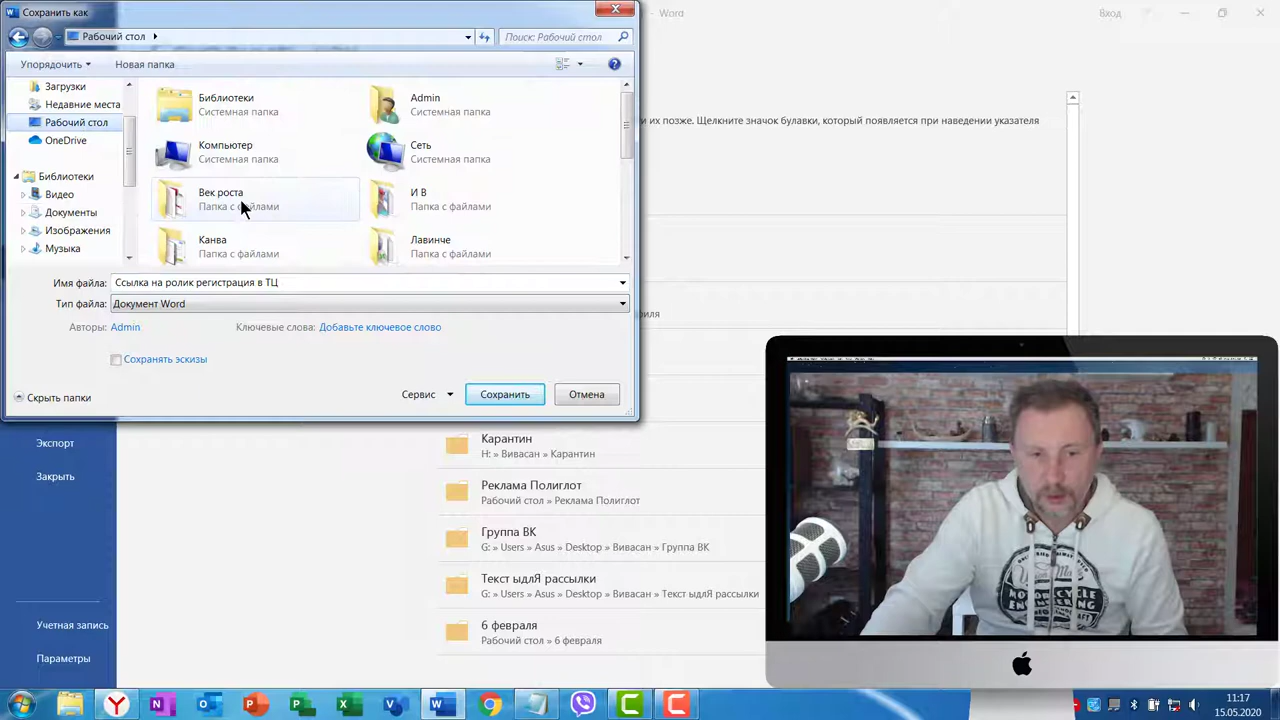 Сохранить как
- Word
Вход
Рабочий стол
Поиск: Рабочий стол
Упорядочить
Новая папка
Загрузки
Недавние места
Рабочий стол
OneDrive
Библиотеки
Видео
Документы
Изображения
Музыка
Библиотеки
Системная папка
Admin
Системная папка
Компьютер
Системная папка
Сеть
Системная папка
Век роста
Папка с файлами
И В
Папка с файлами
Канва
Папка с файлами
Лавинче
Папка с файлами
и их позже. Щелкните значок булавки, который появляется при наведении указателя
Имя файла: Ссылка на ролик регистрация в ТЦ
Тип файла: Документ Word
Авторы: Admin
Ключевые слова: Добавьте ключевое слово
Сохранять эскизы
Скрыть папки
Сервис
Сохранить
Отмена
Экспорт
Закрыть
Учетная запись
Параметры
Карантин
H: » Вивасан » Карантин
Реклама Полиглот
Рабочий стол » Реклама Полиглот
Группа ВК
G: » Users » Asus » Desktop » Вивасан » Группа ВК
Текст ыдлЯ рассылки
G: » Users » Asus » Desktop » Вивасан » Текст ыдлЯ рассылки
6 февраля
Рабочий стол » 6 февраля
MOTORCYCLE
ENGINEERING
11:17
15.05.2020